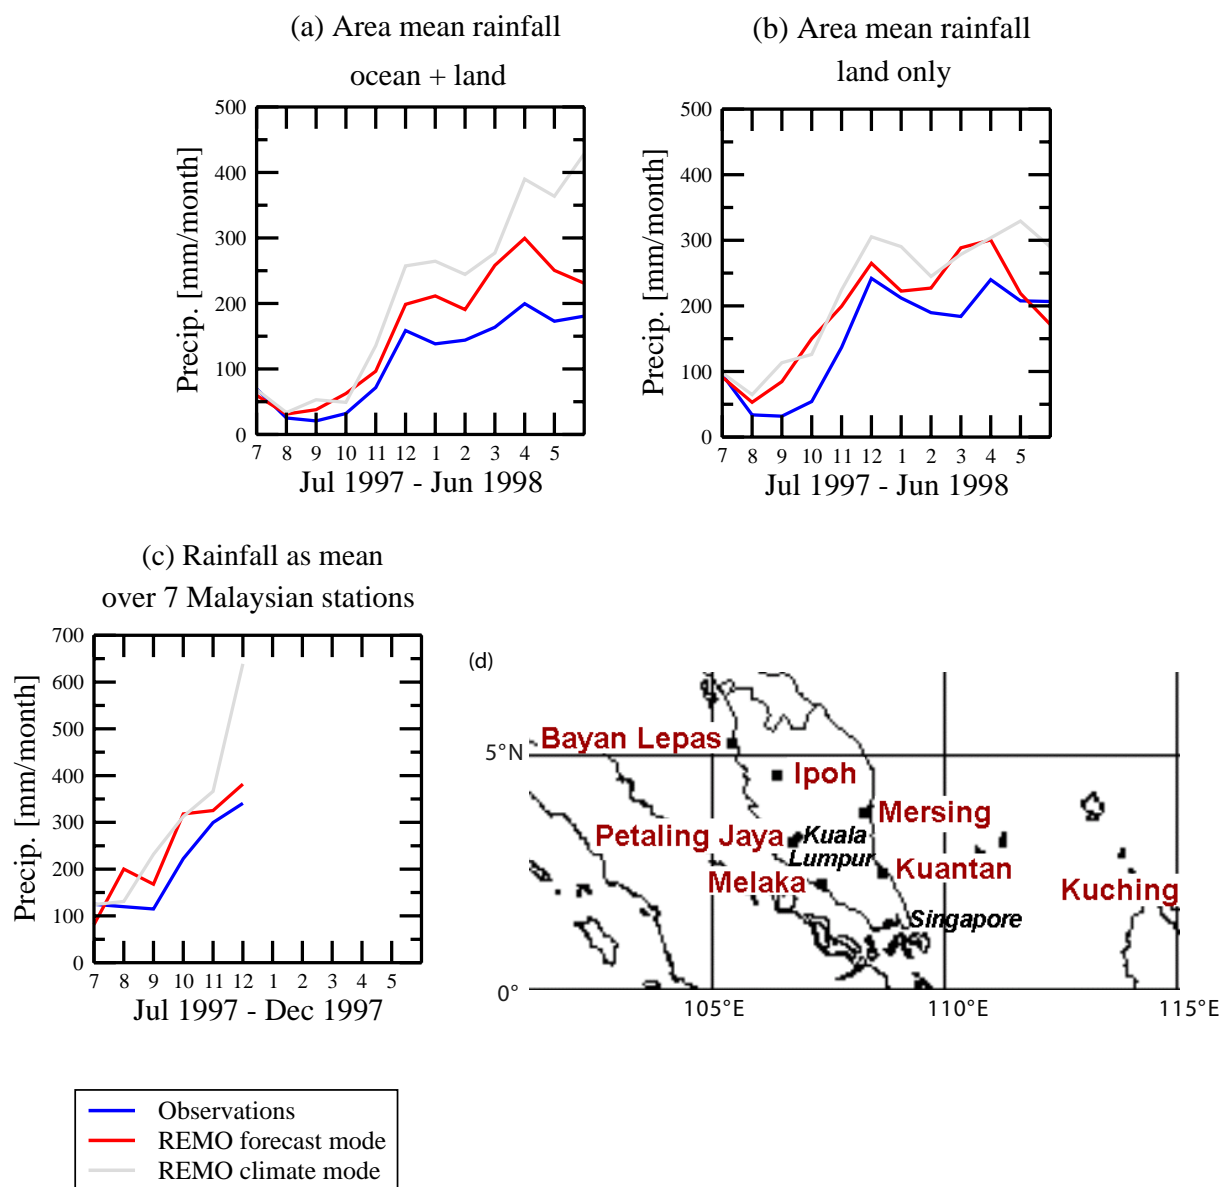 (a) Area mean rainfall
ocean + land
Precip. [mm/month]
500
400
300
200
100
0
7 8 9 10 11 12 1 2 3 4 5
Jul 1997 - Jun 1998
(b) Area mean rainfall
land only
Precip. [mm/month]
500
400
300
200
100
0
7 8 9 10 11 12 1 2 3 4 5
Jul 1997 - Jun 1998
(c) Rainfall as mean
over 7 Malaysian stations
Precip. [mm/month]
700
600
500
400
300
200
100
0
7 8 9 10 11 12 1 2 3 4 5
Jul 1997 - Dec 1997
(d)
Bayan Lepas
5°N
Ipoh
Mersing
Petaling Jaya
Kuala
Lumpur
Kuantan
Melaka
Kuching
Singapore
0°
105°E 110°E 115°E
Observations
REMO forecast mode
REMO climate mode